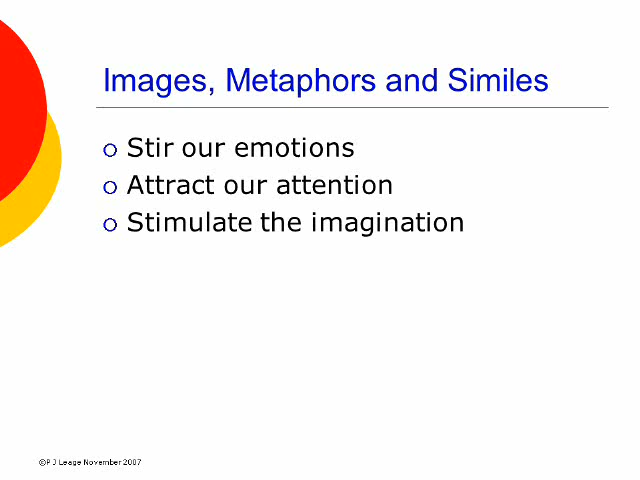 Images, Metaphors and Similes
Stir our emotions
Attract our attention
Stimulate the imagination
©P J Leage November 2007